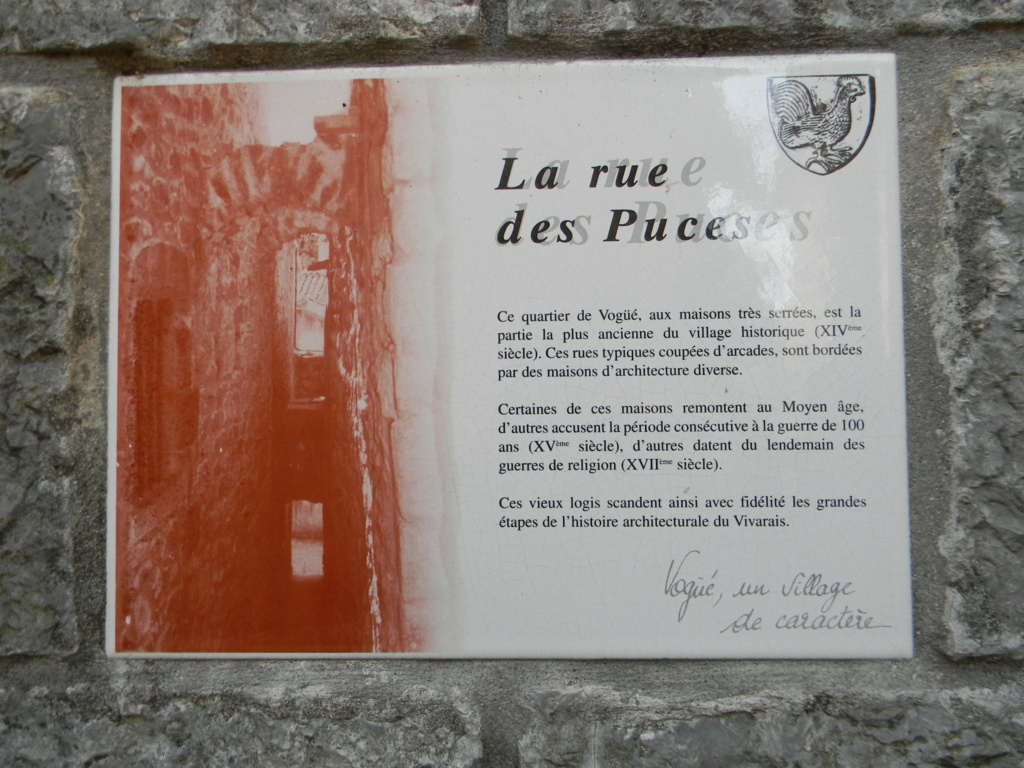 La rue
des Puces
Ce quartier de Vogüé, aux maisons très serrées, est la
partie la plus ancienne du village historique (XIVème
siècle). Ces rues typiques coupées d'arcades, sont bordées
par des maisons d'architecture diverse.
Certaines de ces maisons remontent au Moyen âge,
d'autres accusent la période consécutive à la guerre de 100
ans (XVème siècle), d'autres datent du lendemain des
guerres de religion (XVIIème siècle).
Ces vieux logis scandent ainsi avec fidélité les grandes
étapes de l'histoire architecturale du Vivarais.
Vogüé, un village
de caractère